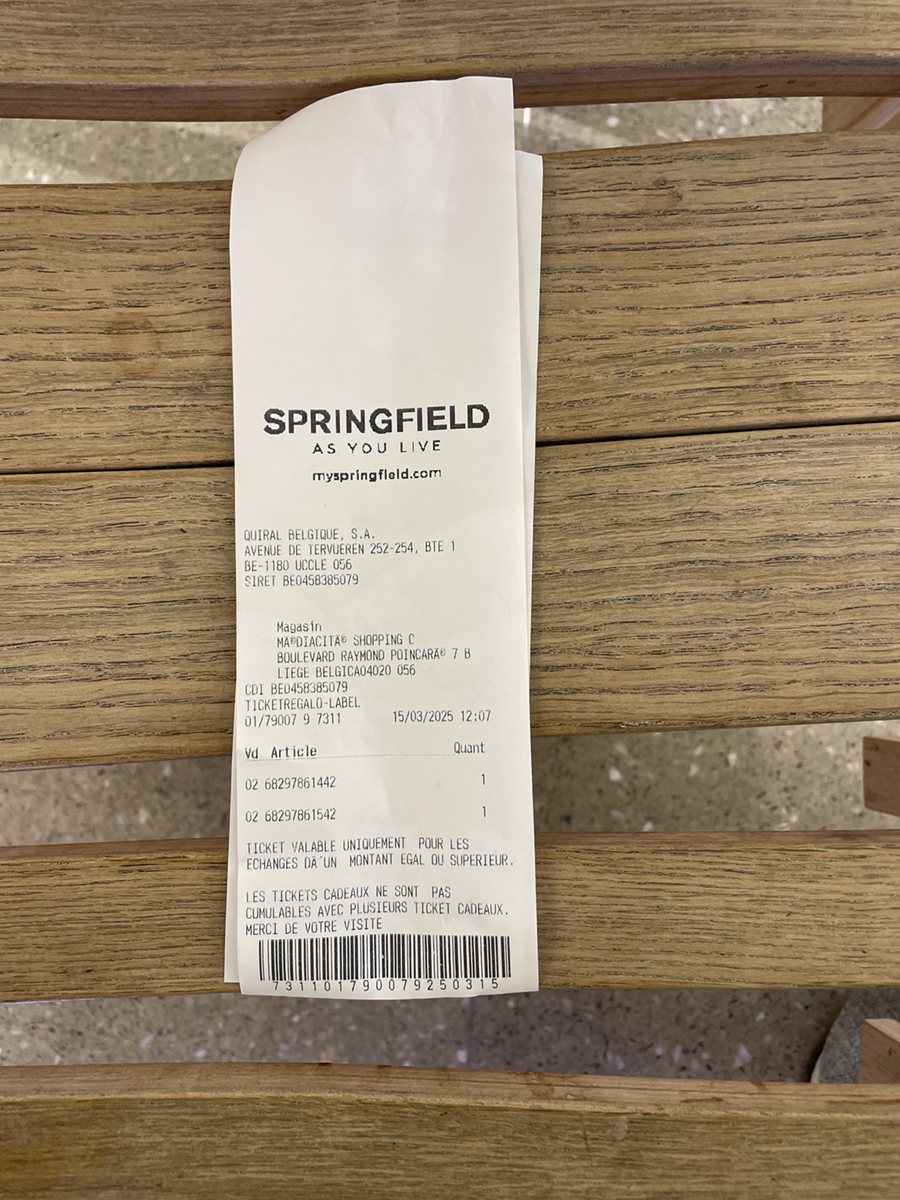 SPRINGFIELD
AS YOU LIVE
myspringfield.com
QUIRAL BELGIQUE, S.A.
AVENUE DE TERVUEREN 252-254, BTE 1
BE-1180 UCCLE 056
SIRET BE0458385079
Magasin
MÃ©DIACITÃ© SHOPPING C
BOULEVARD RAYMOND POINCARÃ© 7 B
LIEGE BELGICA04020 056
CDI BE0458385079
TICKETREGALO-LABEL
01/79007 9 7311 15/03/2025 12:07
Vd Article Quant
02 68297861442 1
02 68297861542 1
TICKET VALABLE UNIQUEMENT POUR LES
ECHANGES DÂ´UN MONTANT EGAL OU SUPERIEUR.
LES TICKETS CADEAUX NE SONT PAS
CUMULABLES AVEC PLUSIEURS TICKET CADEAUX.
MERCI DE VOTRE VISITE
731101790079250315